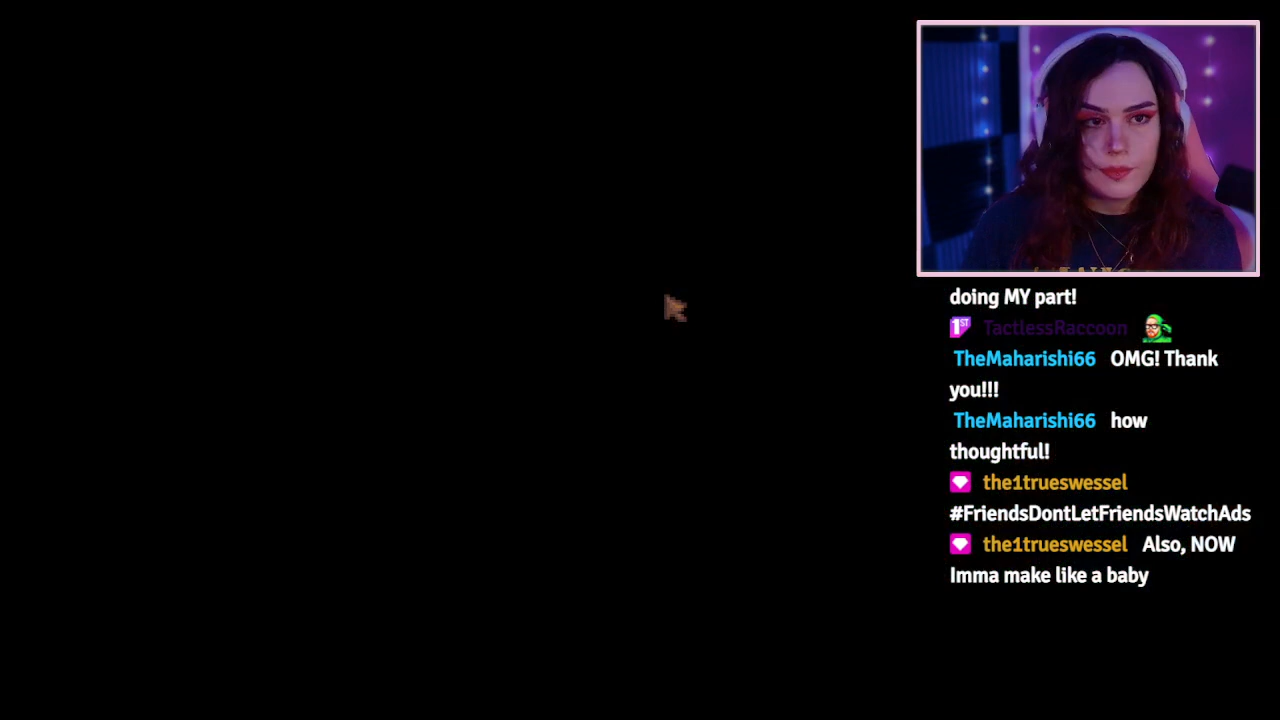 doing MY part!
1ST TactlessRaccoon
TheMaharishi66 OMG! Thank
you!!!
TheMaharishi66 how
thoughtful!
the1trueswessel
#FriendsDontLetFriendsWatchAds
the1trueswessel Also, NOW
Imma make like a baby